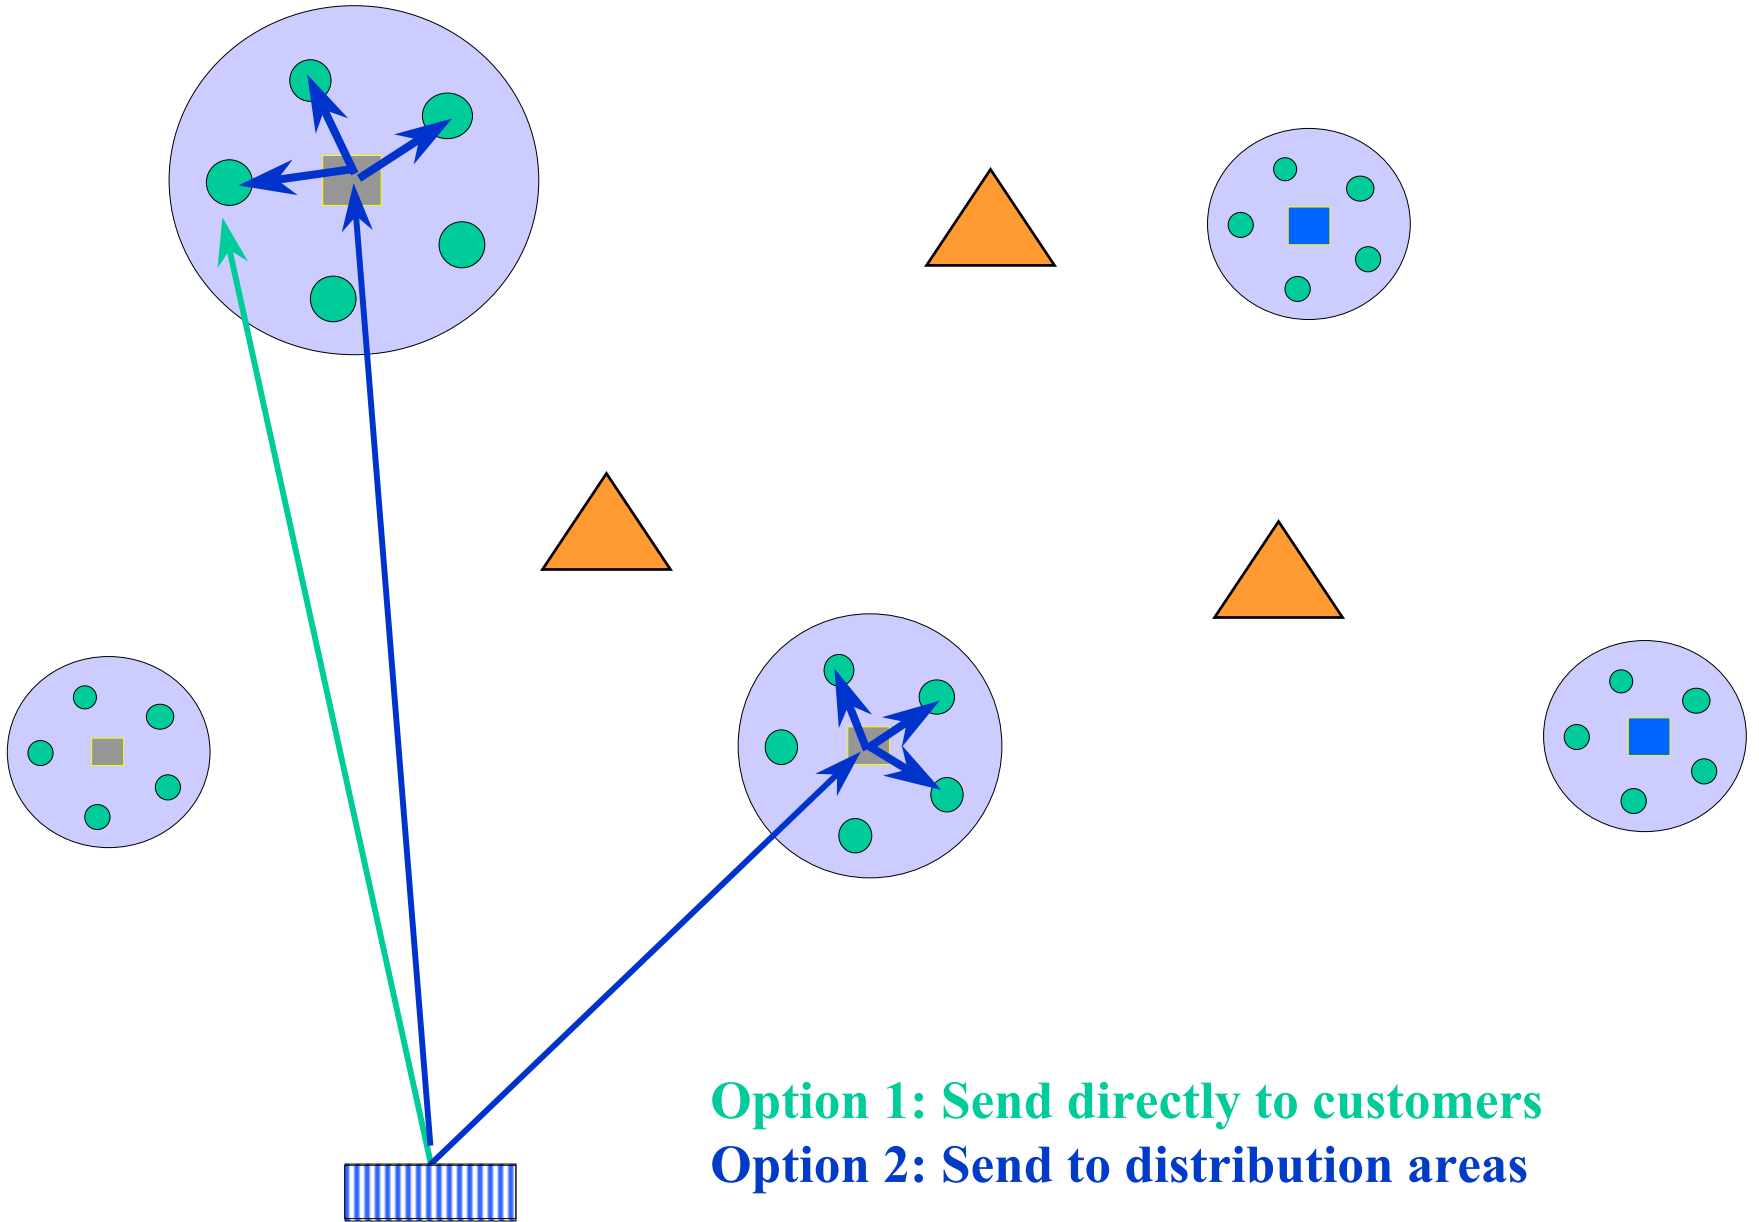 Option 1: Send directly to customers
Option 2: Send to distribution areas